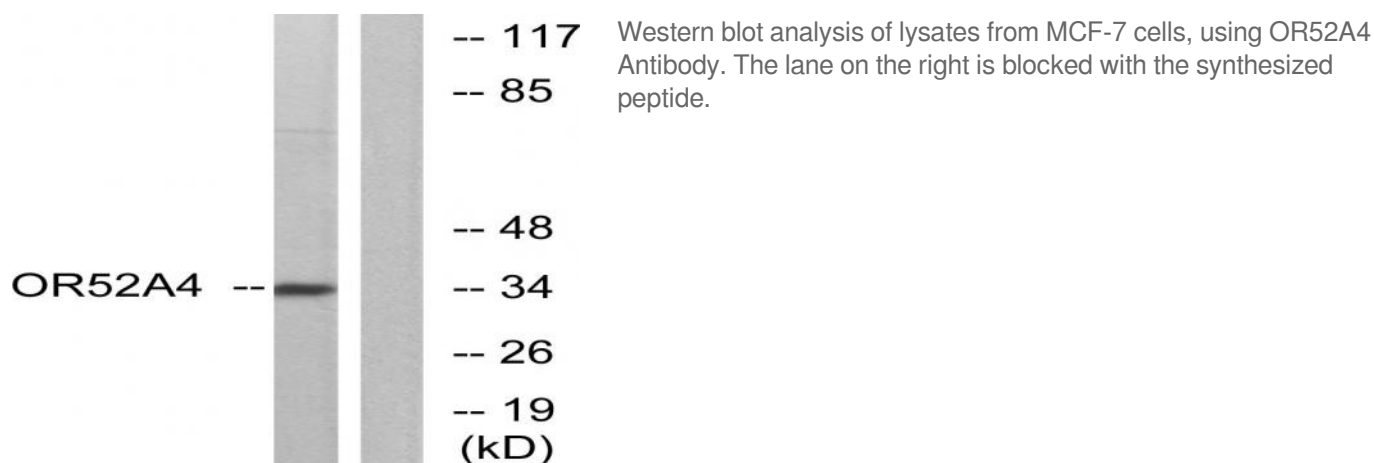 -- 117
-- 85
-- 48
OR52A4 -- -- 34
-- 26
-- 19
(kD)
Western blot analysis of lysates from MCF-7 cells, using OR52A4
Antibody. The lane on the right is blocked with the synthesized
peptide.